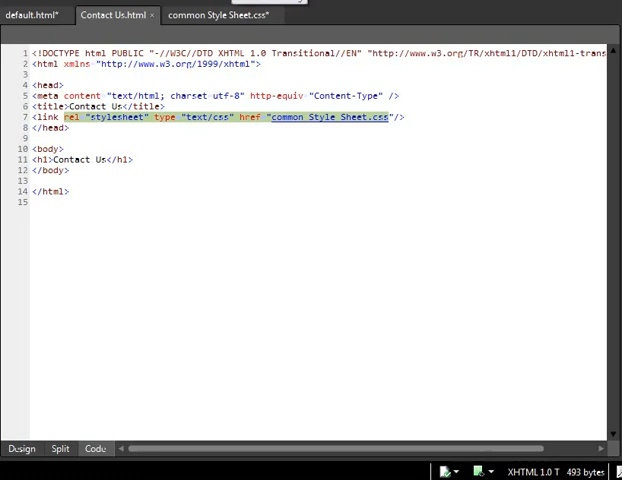 default.html* Contact Us.html × common Style Sheet.css*
1 <!DOCTYPE html PUBLIC "-//W3C//DTD XHTML 1.0 Transitional//EN" "http://www.w3.org/TR/xhtml1/DTD/xhtml1-trans
2 <html xmlns="http://www.w3.org/1999/xhtml">
3
4 <head>
5 <meta content="text/html; charset=utf-8" http-equiv="Content-Type" />
6 <title>Contact Us</title>
7 <link rel="stylesheet" type="text/css" href="common Style Sheet.css"/>
8 </head>
9
10 <body>
11 <h1>Contact Us</h1>
12 </body>
13
14 </html>
15
Design Split Code
XHTML 1.0 T 493 bytes